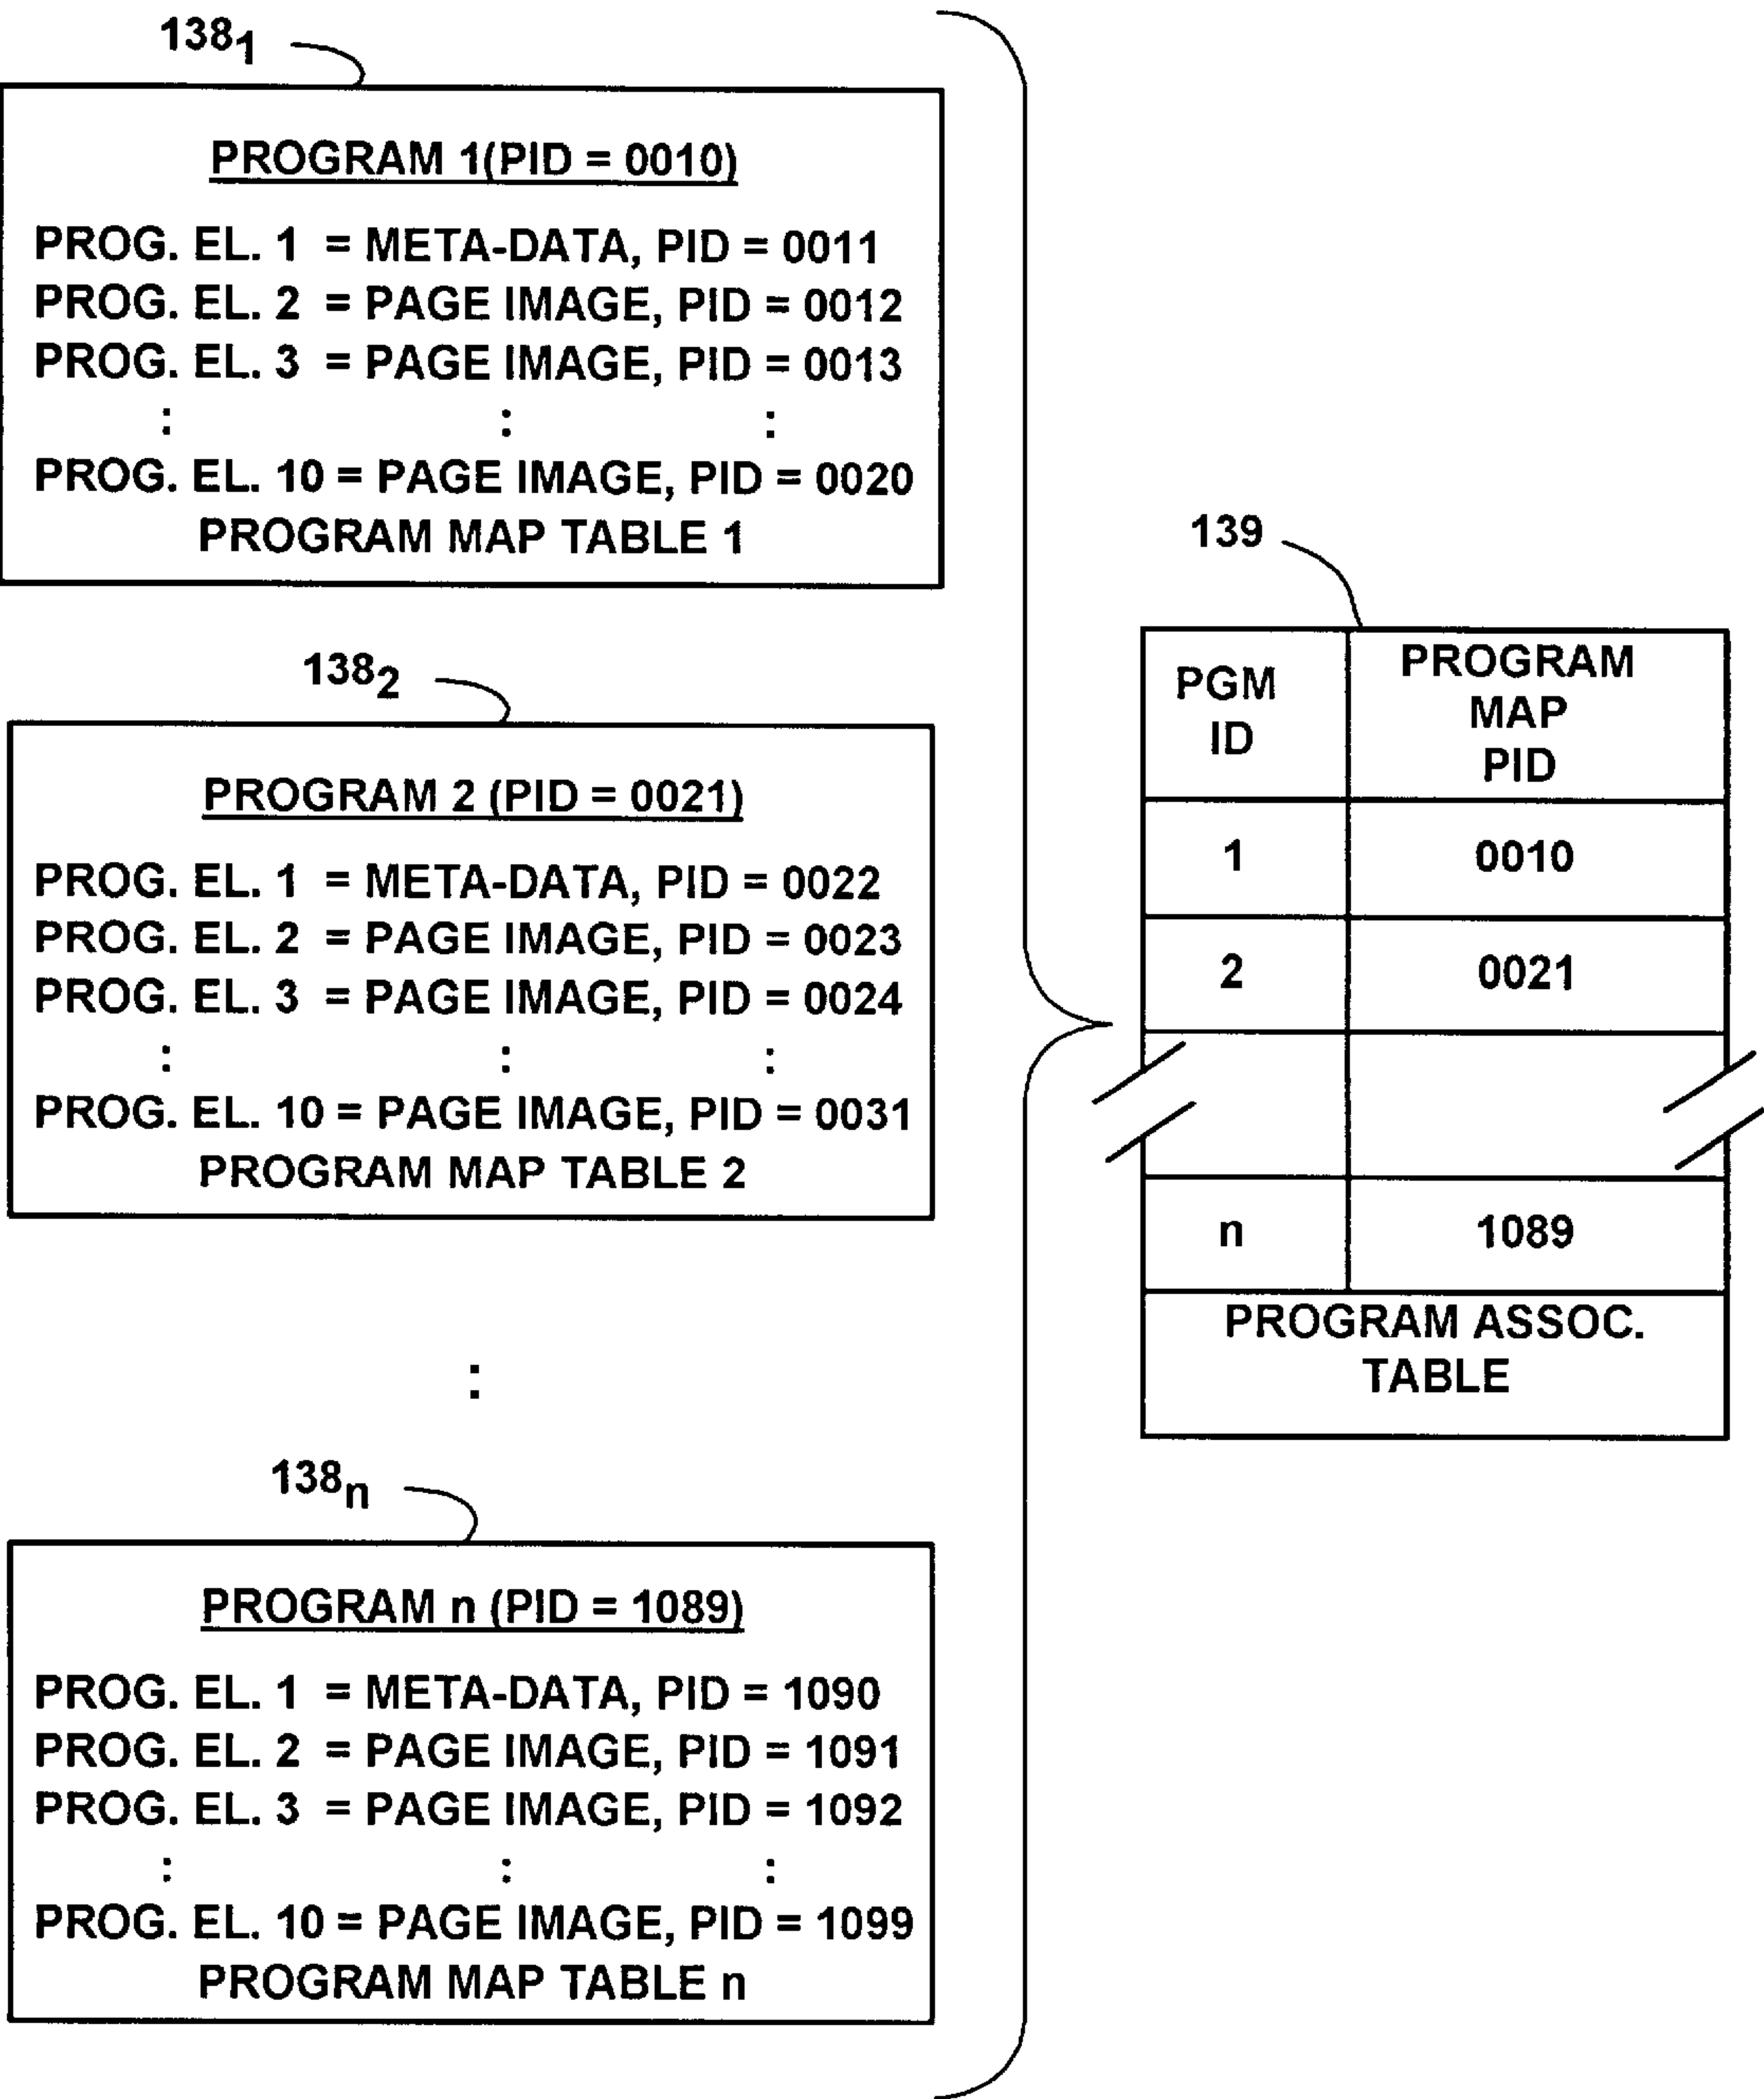 138₁
PROGRAM 1(PID = 0010)
PROG. EL. 1 = META-DATA, PID = 0011
PROG. EL. 2 = PAGE IMAGE, PID = 0012
PROG. EL. 3 = PAGE IMAGE, PID = 0013
: : :
PROG. EL. 10 = PAGE IMAGE, PID = 0020
PROGRAM MAP TABLE 1
138₂
PROGRAM 2 (PID = 0021)
PROG. EL. 1 = META-DATA, PID = 0022
PROG. EL. 2 = PAGE IMAGE, PID = 0023
PROG. EL. 3 = PAGE IMAGE, PID = 0024
: : :
PROG. EL. 10 = PAGE IMAGE, PID = 0031
PROGRAM MAP TABLE 2
:
138ₙ
PROGRAM n (PID = 1089)
PROG. EL. 1 = META-DATA, PID = 1090
PROG. EL. 2 = PAGE IMAGE, PID = 1091
PROG. EL. 3 = PAGE IMAGE, PID = 1092
: : :
PROG. EL. 10 = PAGE IMAGE, PID = 1099
PROGRAM MAP TABLE n
139
PGM
ID
PROGRAM
MAP
PID
1 0010
2 0021
n 1089
PROGRAM ASSOC.
TABLE